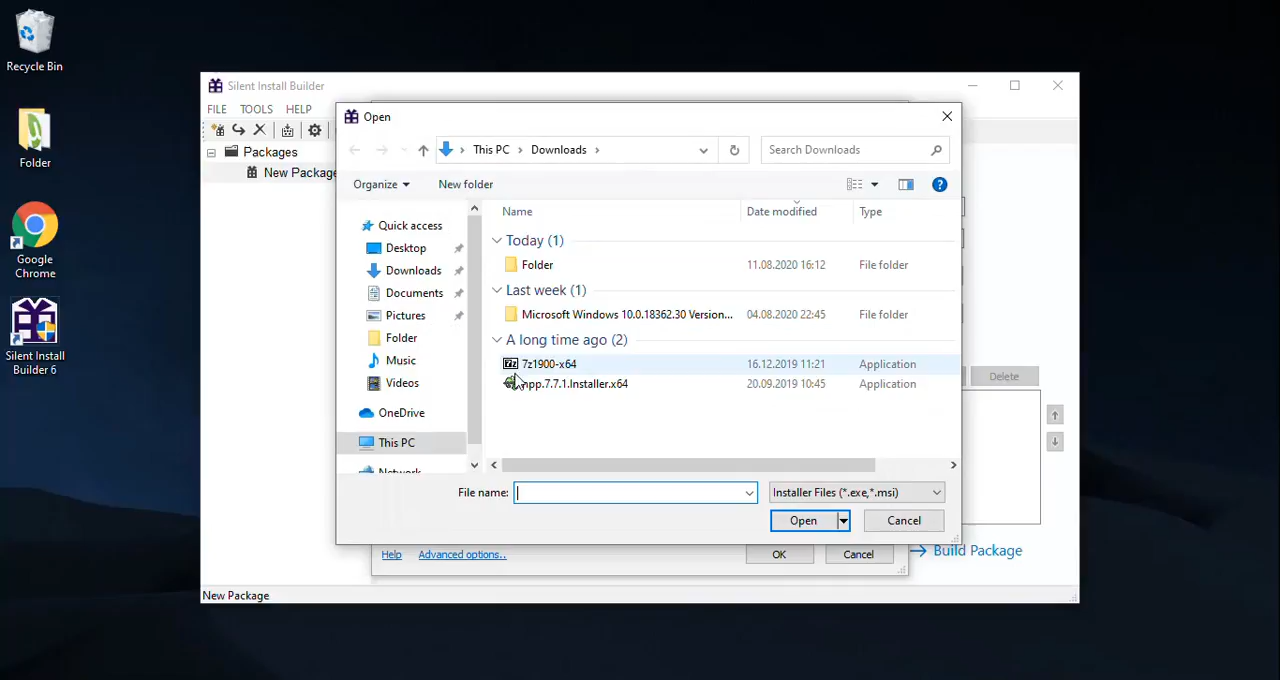 Recycle Bin
Folder
Google
Chrome
Silent Install
Builder 6
Silent Install Builder
FILE TOOLS HELP
Packages
New Package
Open
This PC > Downloads >
Search Downloads
Organize
New folder
Name
Date modified
Type
Quick access
Desktop
Downloads
Documents
Pictures
Folder
Music
Videos
OneDrive
This PC
Network
Today (1)
Folder 11.08.2020 16:12 File folder
Last week (1)
Microsoft Windows 10.0.18362.30 Version... 04.08.2020 22:45 File folder
A long time ago (2)
7z1900-x64 16.12.2019 11:21 Application
npp.7.7.1.Installer.x64 20.09.2019 10:45 Application
File name:
Installer Files (*.exe,*.msi)
Open
Cancel
Delete
Help
Advanced options..
OK
Cancel
Build Package
New Package